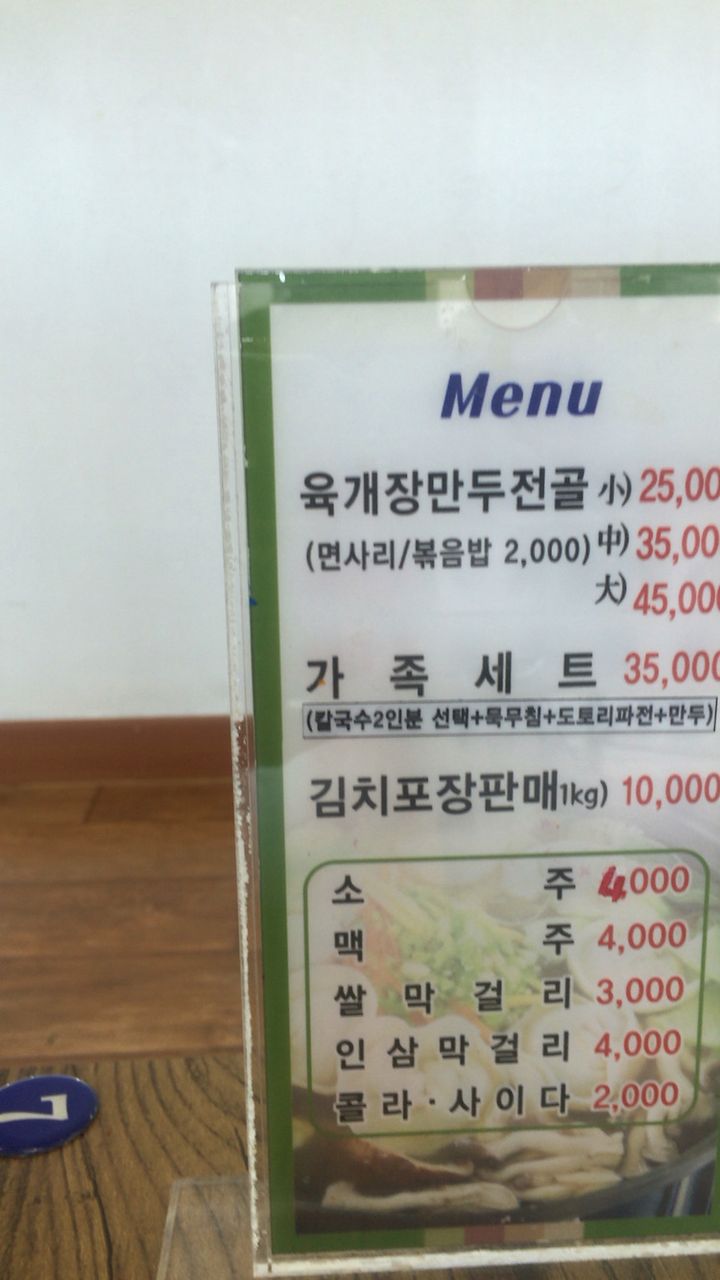 Menu
육개장만두전골 小) 25,00
(면사리/볶음밥 2,000) 中) 35,00
大) 45,000
가 족 세 트 35,000
(칼국수2인분 선택+묵무침+도토리파전+만두)
김치포장판매1kg) 10,000
소 주 4,000
맥 주 4,000
쌀 막 걸 리 3,000
인 삼 막 걸 리 4,000
콜 라 · 사 이 다 2,000
7